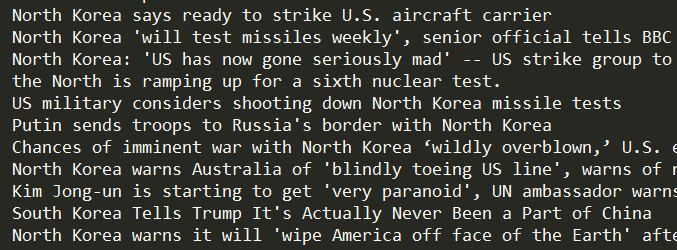 North Korea says ready to strike U.S. aircraft carrier
North Korea 'will test missiles weekly', senior official tells BBC
North Korea: 'US has now gone seriously mad' -- US strike group to
the North is ramping up for a sixth nuclear test.
US military considers shooting down North Korea missile tests
Putin sends troops to Russia's border with North Korea
Chances of imminent war with North Korea ‘wildly overblown,’ U.S.
North Korea warns Australia of 'blindly toeing US line', warns of
Kim Jong-un is starting to get 'very paranoid', UN ambassador warns
South Korea Tells Trump It's Actually Never Been a Part of China
North Korea warns it will 'wipe America off face of the Earth'